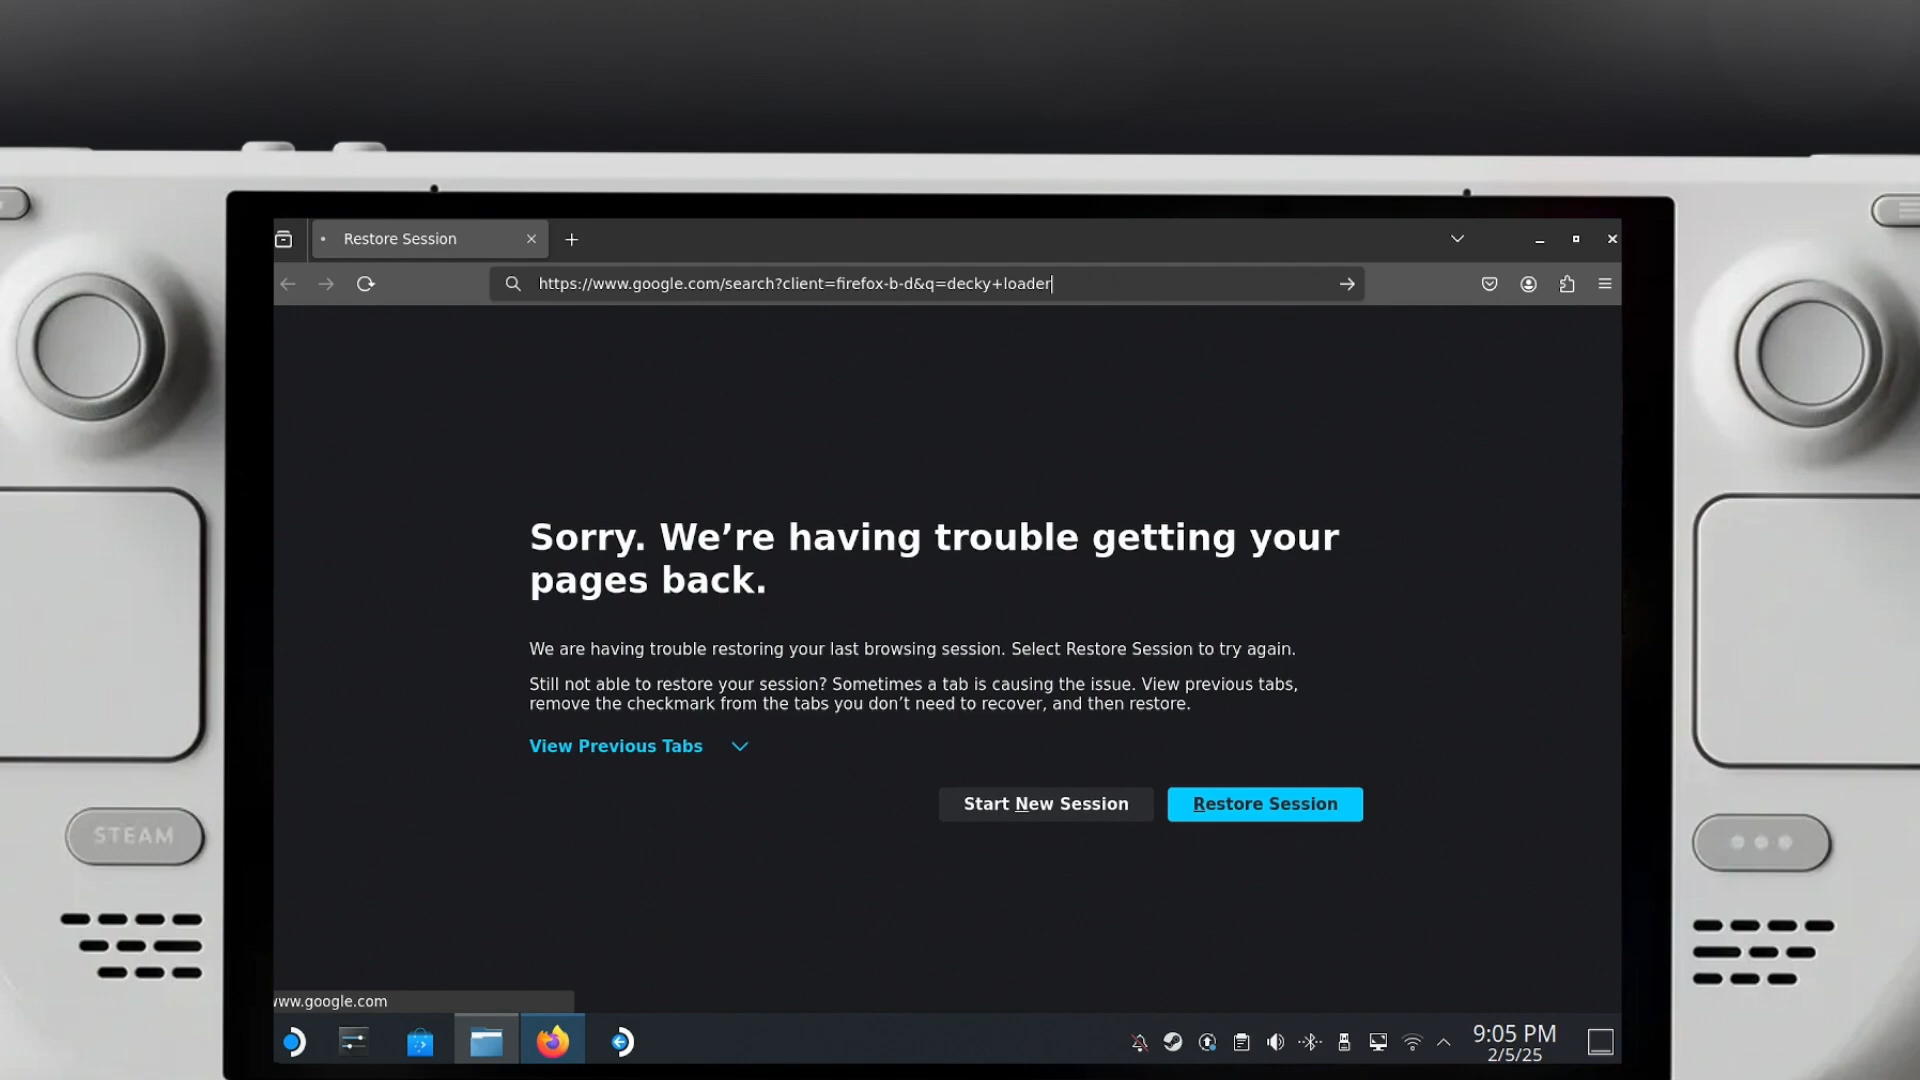 Restore Session
https://www.google.com/search?client=firefox-b-d&q=decky+loader
Sorry. We’re having trouble getting your
pages back.
We are having trouble restoring your last browsing session. Select Restore Session to try again.
Still not able to restore your session? Sometimes a tab is causing the issue. View previous tabs,
remove the checkmark from the tabs you don’t need to recover, and then restore.
View Previous Tabs
Start New Session
Restore Session
STEAM
www.google.com
9:05 PM
2/5/25